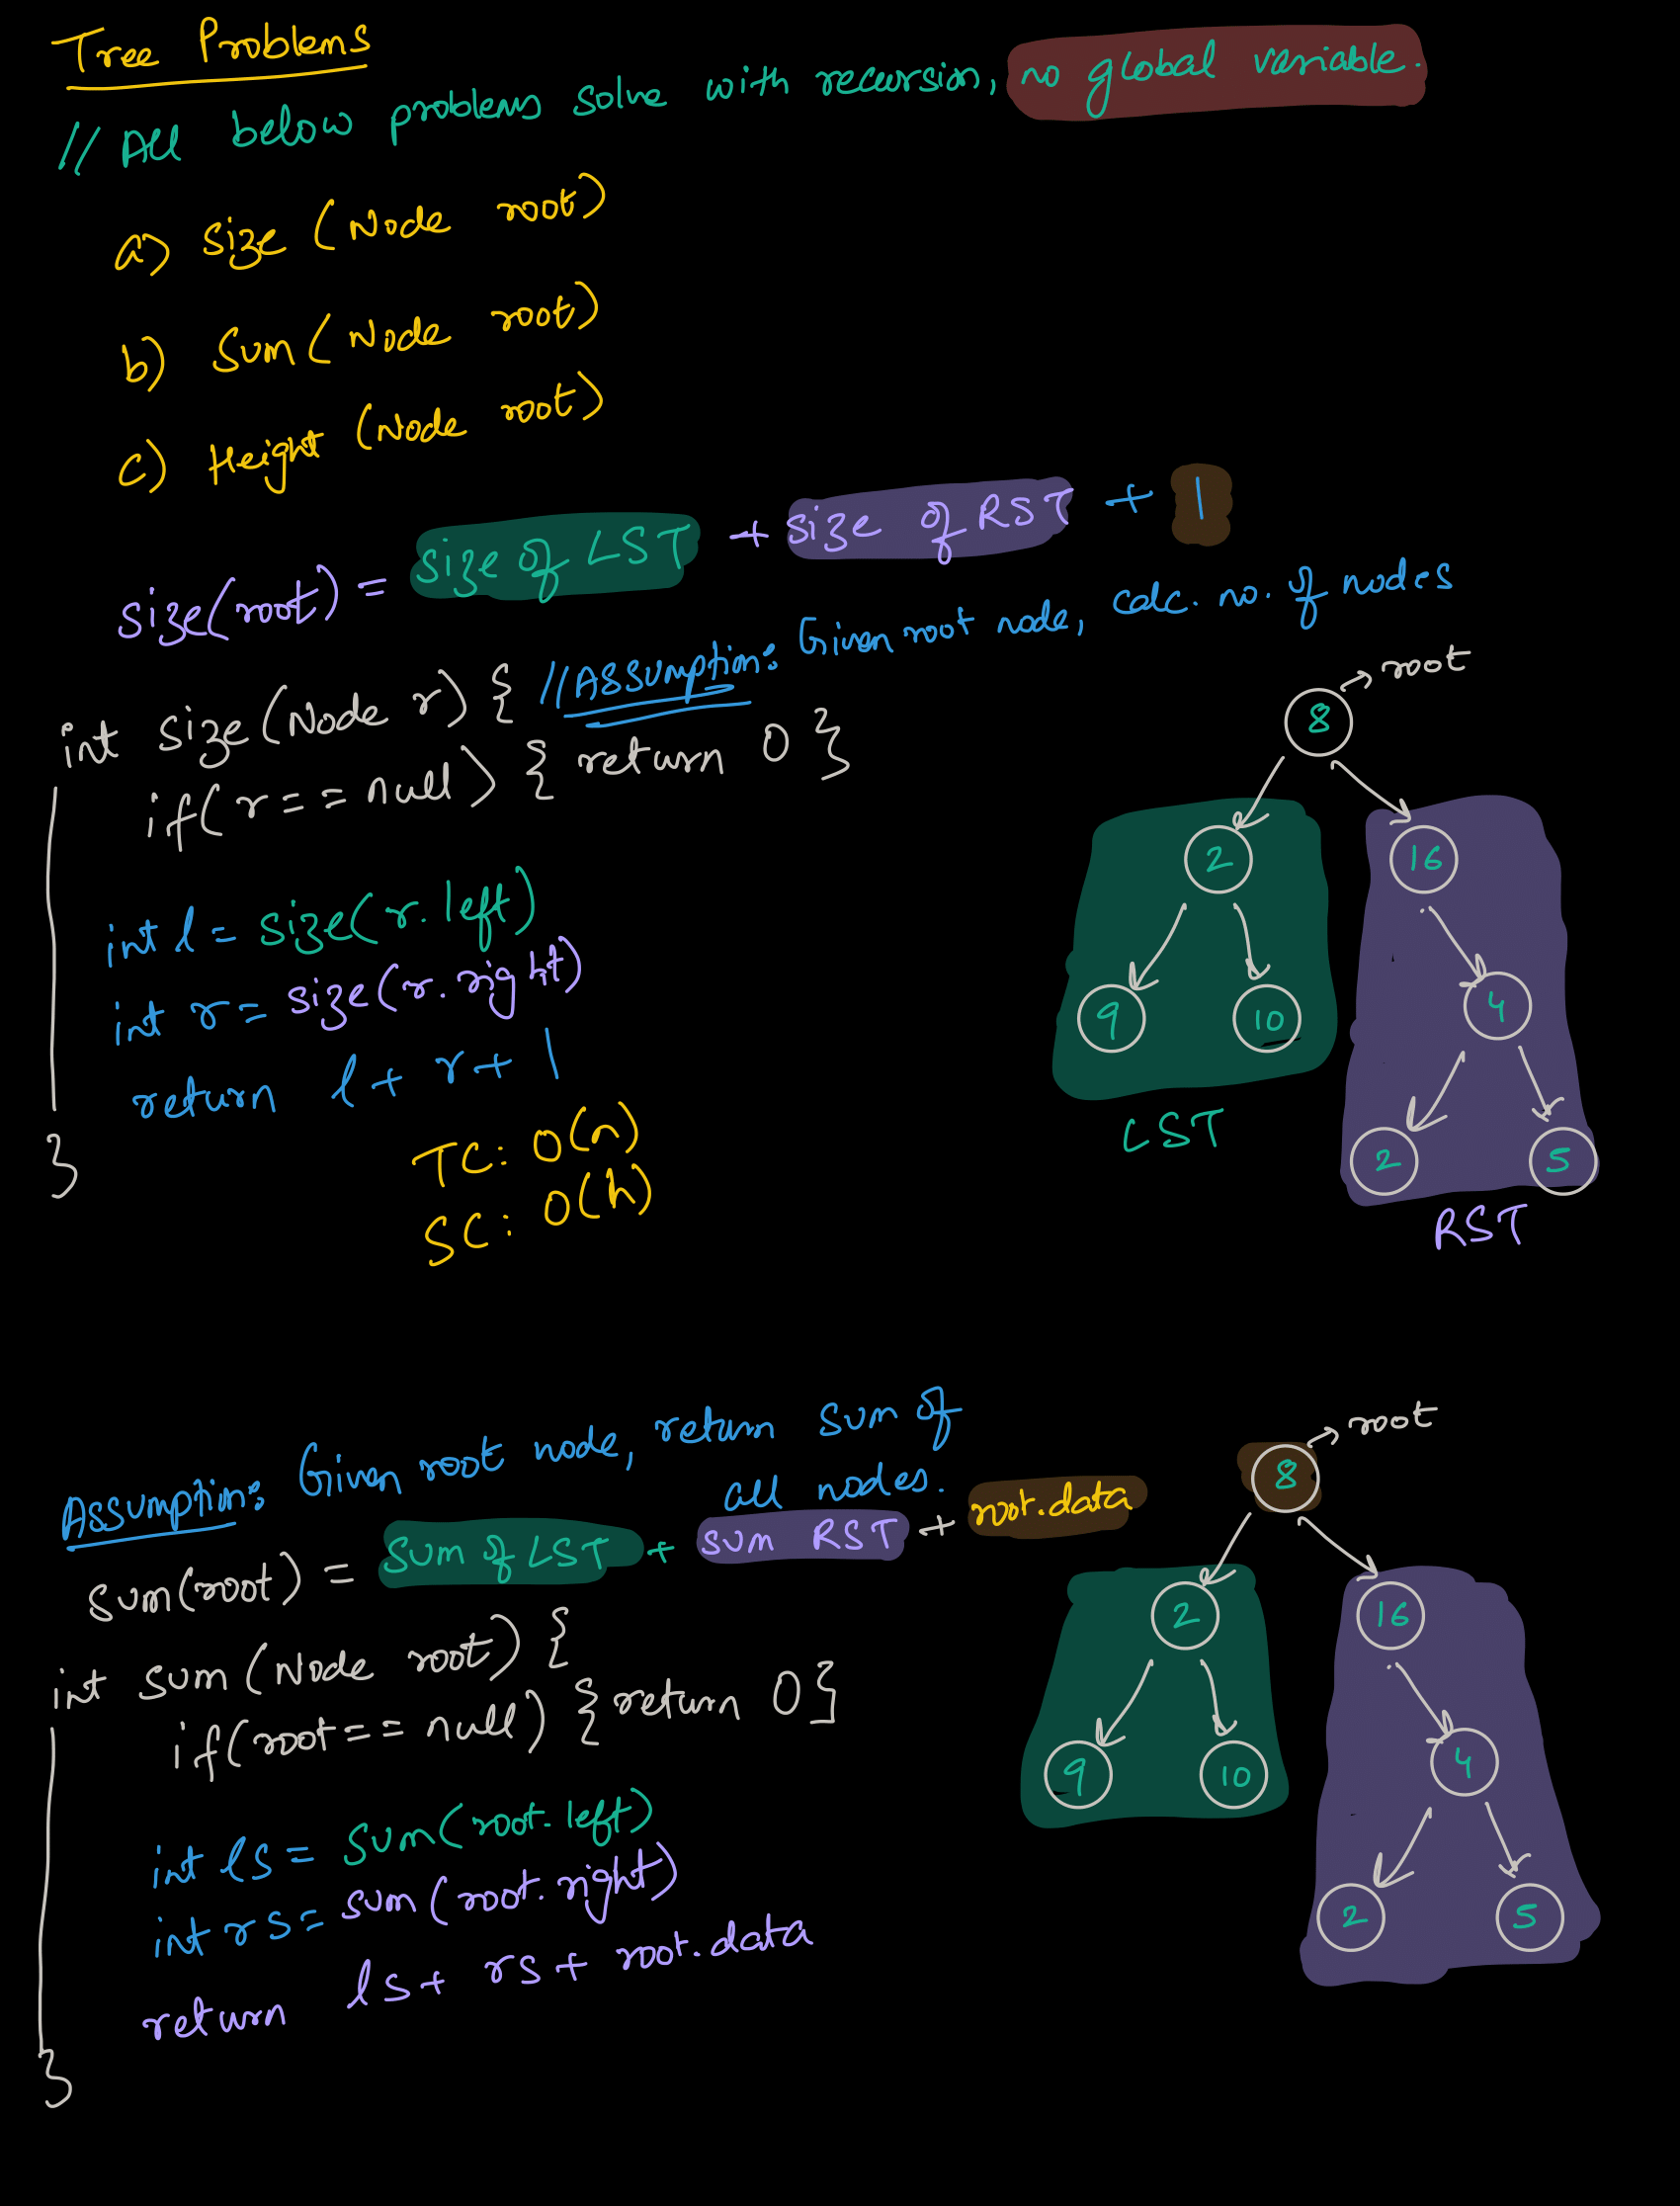 Tree Problems
// All below problems solve with recursion, no global variable.
a) size (Node root)
b) Sum (Node root)
c) Height (Node root)
size(root) = size of LST + size of RST + 1
int size (Node r) { // Assumption: Given root node, calc. no. of nodes
if(r == null) { return 0 }
int l = size(r.left)
int r = size(r.right)
return l + r + 1
}
TC: O(n)
SC: O(h)
root
8
2
16
9
10
4
2
5
LST
RST
Assumption: Given root node, return sum of
all nodes.
sum(root) = sum of LST + sum RST + root.data
int sum (Node root) {
if(root == null) { return 0 }
int ls = sum(root.left)
int rs = sum(root.right)
return ls + rs + root.data
}
root
8
2
16
9
10
4
2
5